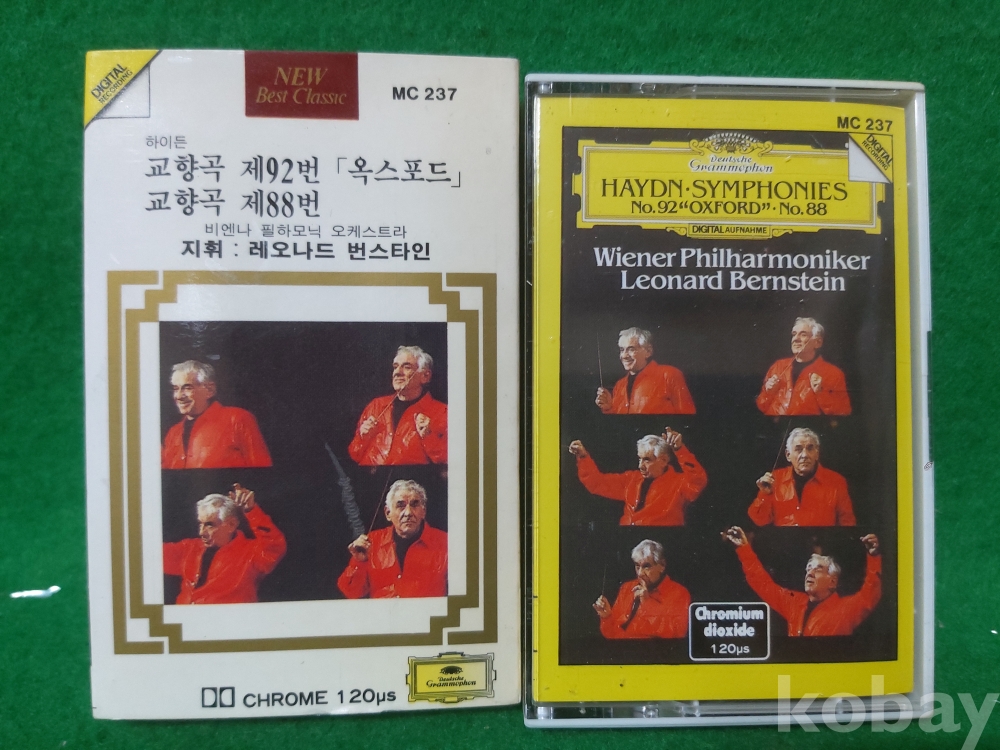 DIGITAL
RECORDING
NEW
Best Classic
MC 237
하이든
교향곡 제92번 「옥스포드」
교향곡 제88번
비엔나 필하모닉 오케스트라
지휘 : 레오나드 번스타인
CHROME 120µs
Deutsche
Grammophon
MC 237
DIGITAL
RECORDING
Deutsche
Grammophon
HAYDN·SYMPHONIES
No.92“OXFORD”·No.88
DIGITAL AUFNAHME
Wiener Philharmoniker
Leonard Bernstein
Chromium
dioxide
120µs
kobay